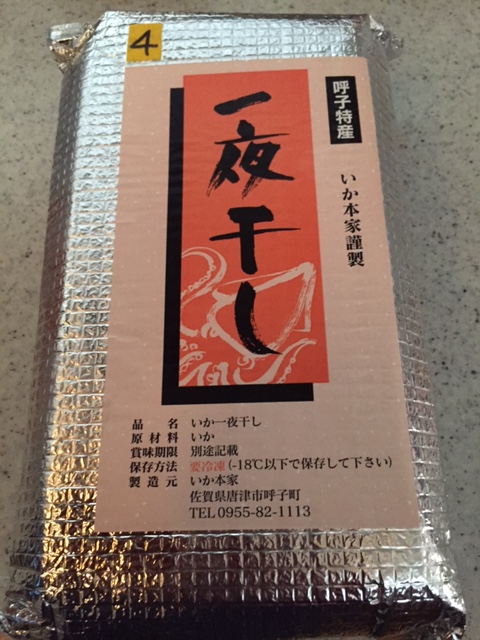 4
呼子特産
いか本家謹製
一夜干し
品名 いか一夜干し
原材料 いか
賞味期限 別途記載
保存方法 要冷凍(-18℃以下で保存して下さい)
製造元 いか本家
佐賀県唐津市呼子町
TEL 0955-82-1113